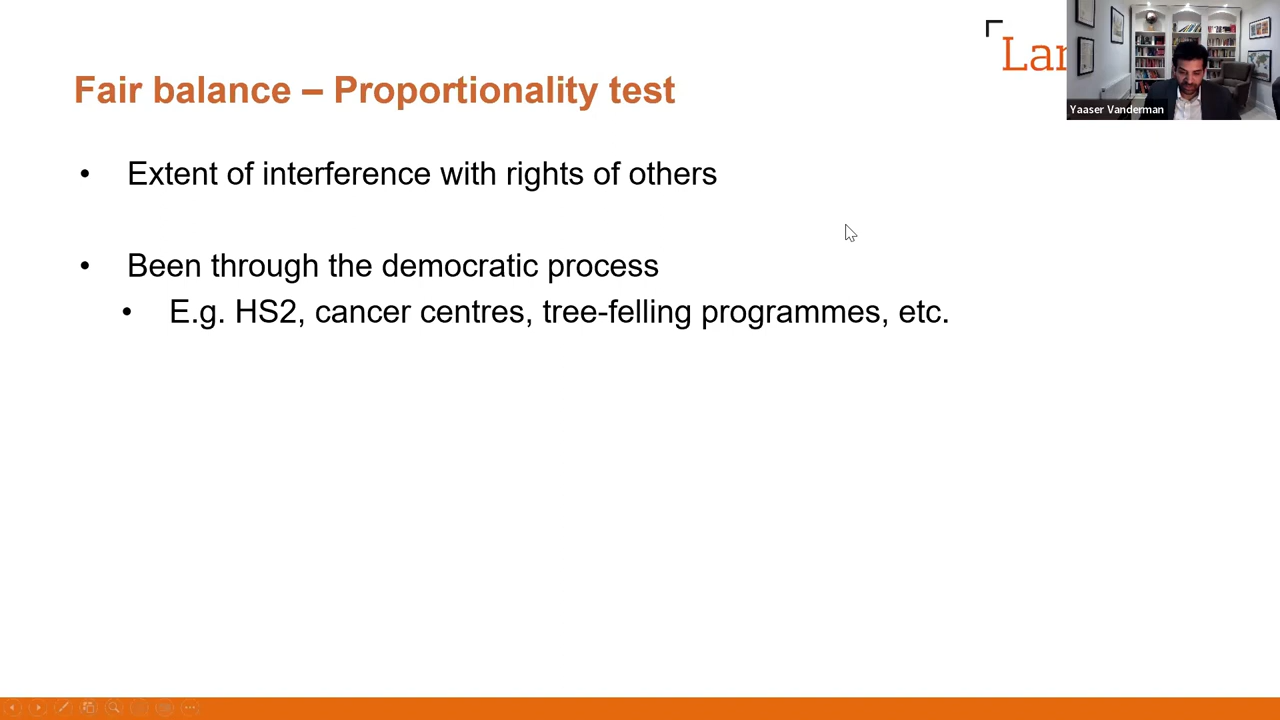 Fair balance – Proportionality test
Lan
Yaaser Vanderman
• Extent of interference with rights of others
• Been through the democratic process
• E.g. HS2, cancer centres, tree-felling programmes, etc.